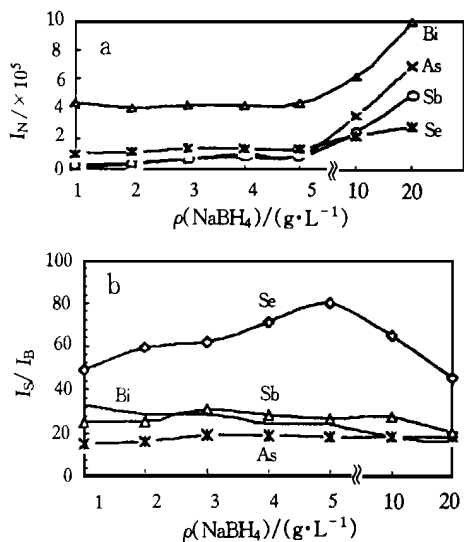 a
10
8
6
4
2
0
I_N/×10⁵
Bi
As
Sb
Se
1 2 3 4 5 10 20
ρ(NaBH₄)/(g·L⁻¹)
b
100
80
60
40
20
0
I_S/I_B
Se
Bi
Sb
As
1 2 3 4 5 10 20
ρ(NaBH₄)/(g·L⁻¹)